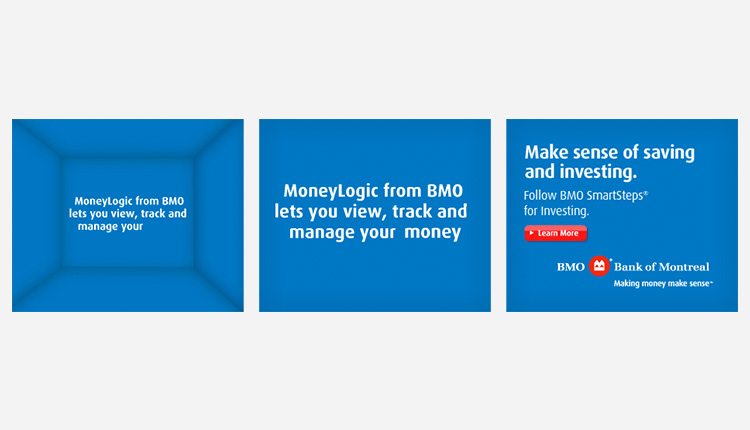 MoneyLogic from BMO
lets you view, track and
manage your
MoneyLogic from BMO
lets you view, track and
manage your money
Make sense of saving
and investing.
Follow BMO SmartSteps®
for Investing.
Learn More
BMO Bank of Montreal
Making money make sense™